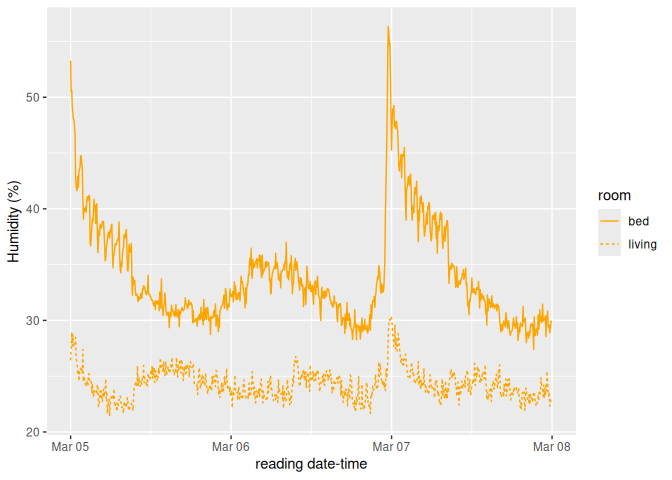 Humidity (%)
50
40
30
20
Mar 05
Mar 06
Mar 07
Mar 08
reading date-time
room
bed
living